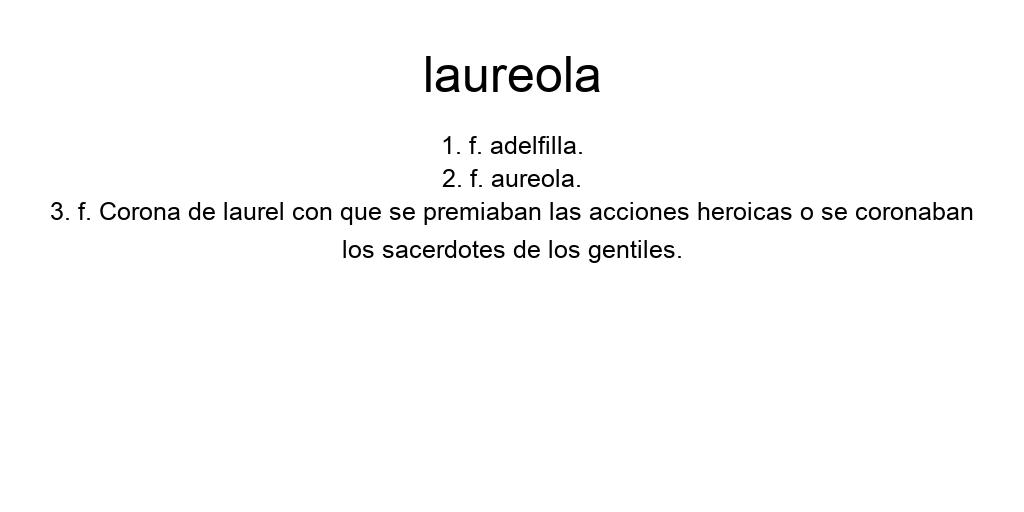 laureola
1. f. adelfilla.
2. f. aureola.
3. f. Corona de laurel con que se premiaban las acciones heroicas o se coronaban
los sacerdotes de los gentiles.